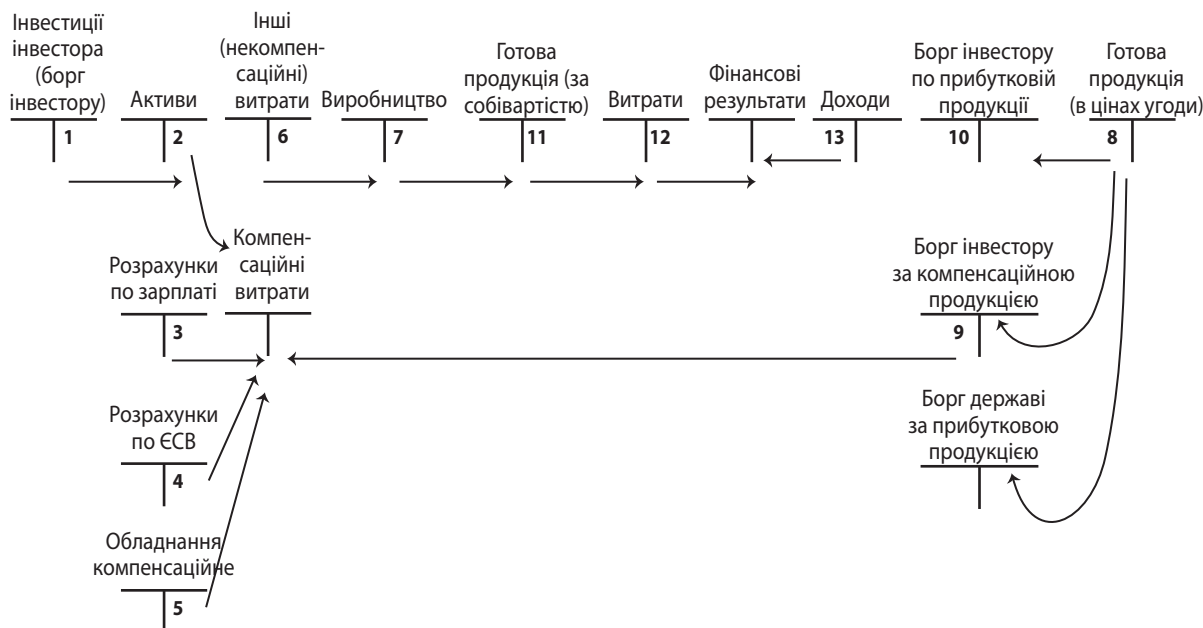 Інвестиції
інвестора
(борг
інвестору)
1
Активи
2
Інші
(некомпен-
саційні)
витрати
6
Виробництво
7
Готова
продукція (за
собівартістю)
11
Витрати
12
Фінансові
результати
Доходи
13
Борг інвестору
по прибутковій
продукції
10
Готова
продукція
(в цінах угоди)
8
Розрахунки
по зарплаті
3
Компен-
саційні
витрати
Борг інвестору
за компенсаційною
продукцією
9
Розрахунки
по ЄСВ
4
Борг державі
за прибутковою
продукцією
Обладнання
компенсаційне
5